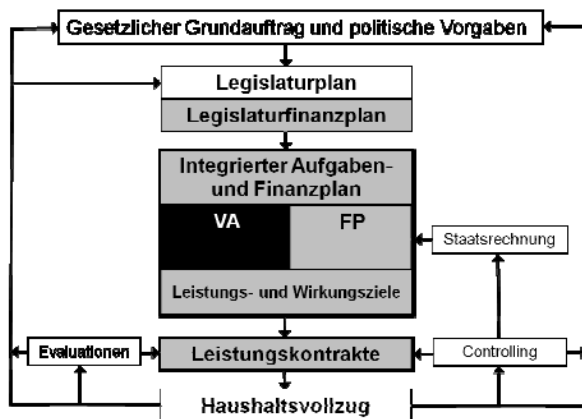 Gesetzlicher Grundauftrag und politische Vorgaben
Legislaturplan
Legislaturfinanzplan
Integrierter Aufgaben-
und Finanzplan
VA
FP
Staatsrechnung
Leistungs- und Wirkungsziele
Evaluationen
Leistungskontrakte
Controlling
Haushaltsvollzug